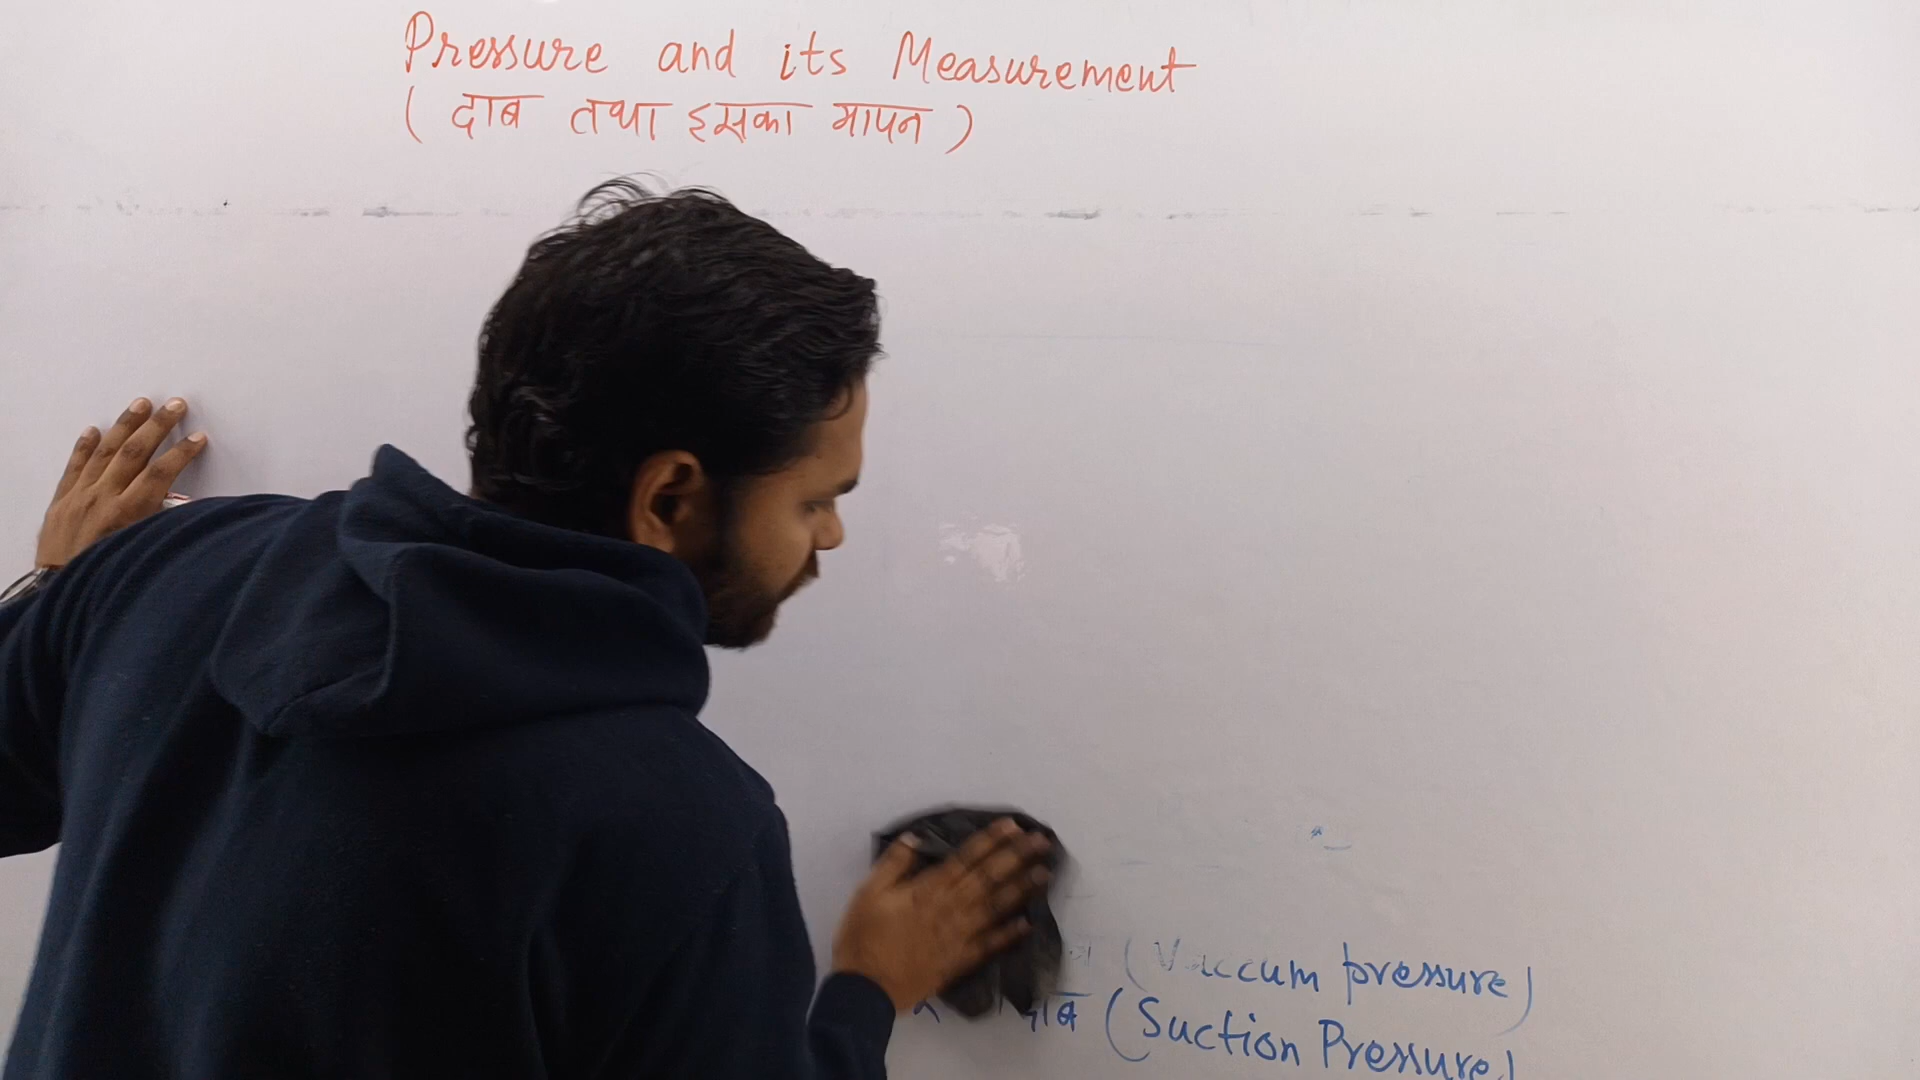 Pressure and its Measurement
( दाब तथा इसका मापन )
(Vaccum pressure)
दाब (Suction Pressure)